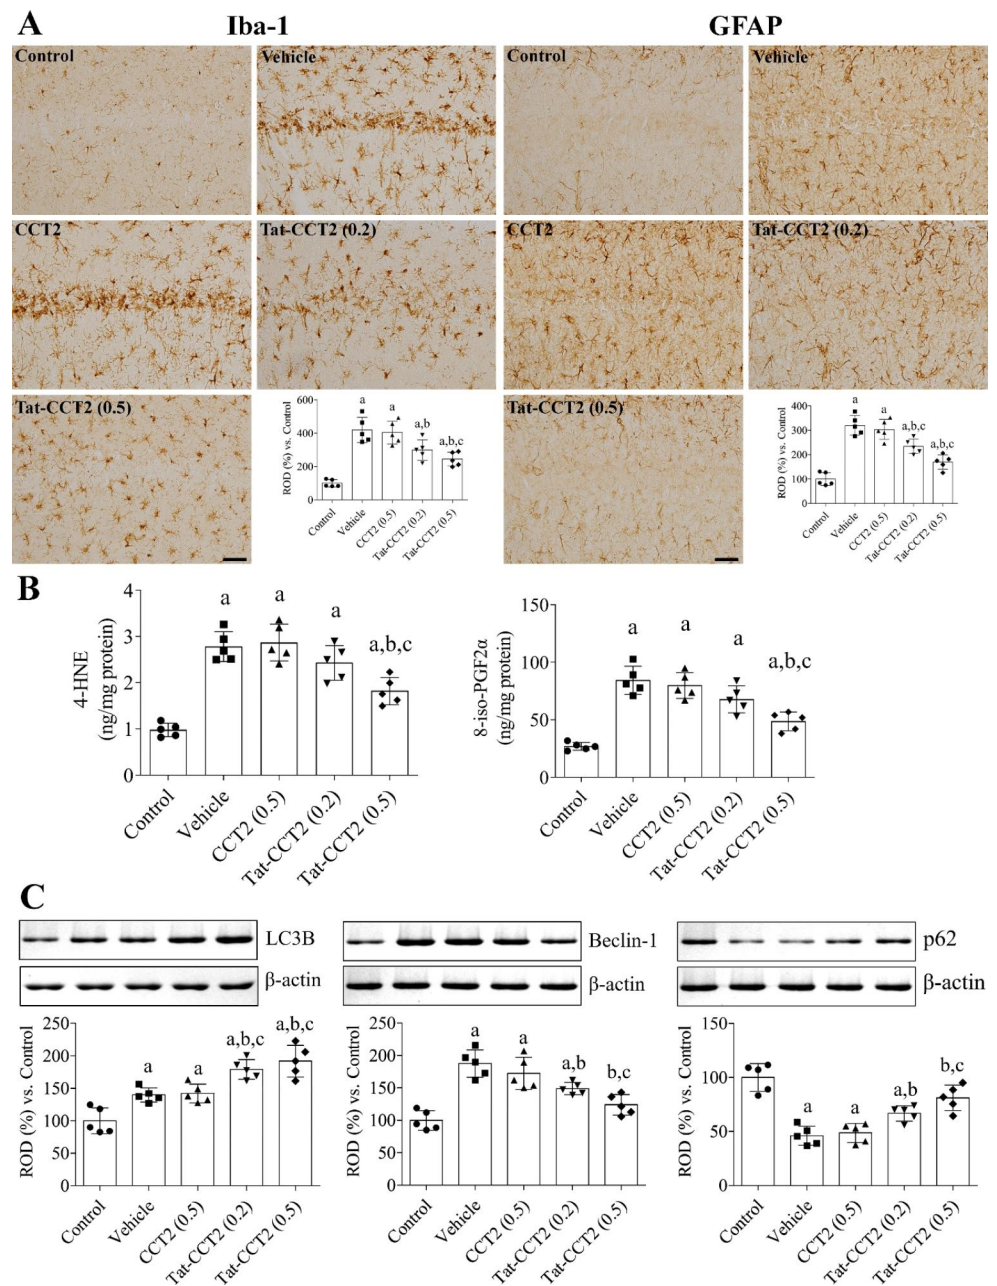 A
Iba-1
GFAP
Control
Vehicle
Control
Vehicle
CCT2
Tat-CCT2 (0.2)
CCT2
Tat-CCT2 (0.2)
Tat-CCT2 (0.5)
Tat-CCT2 (0.5)
ROD (%) vs. Control
600
400
200
0
a
a
a,b
a,b,c
Control
Vehicle
CCT2 (0.5)
Tat-CCT2 (0.2)
Tat-CCT2 (0.5)
ROD (%) vs. Control
400
300
200
100
0
a
a
a,b,c
a,b,c
Control
Vehicle
CCT2 (0.5)
Tat-CCT2 (0.2)
Tat-CCT2 (0.5)
B
4-HNE
(ng/mg protein)
4
3
2
1
0
a
a
a
a,b,c
Control
Vehicle
CCT2 (0.5)
Tat-CCT2 (0.2)
Tat-CCT2 (0.5)
8-iso-PGF2α
(ng/mg protein)
150
100
50
0
a
a
a
a,b,c
Control
Vehicle
CCT2 (0.5)
Tat-CCT2 (0.2)
Tat-CCT2 (0.5)
C
LC3B
β-actin
Beclin-1
β-actin
p62
β-actin
ROD (%) vs. Control
250
200
150
100
50
0
a
a
a,b,c
a,b,c
Control
Vehicle
CCT2 (0.5)
Tat-CCT2 (0.2)
Tat-CCT2 (0.5)
ROD (%) vs. Control
250
200
150
100
50
0
a
a
a,b
b,c
Control
Vehicle
CCT2 (0.5)
Tat-CCT2 (0.2)
Tat-CCT2 (0.5)
ROD (%) vs. Control
150
100
50
0
a
a
a,b
b,c
Control
Vehicle
CCT2 (0.5)
Tat-CCT2 (0.2)
Tat-CCT2 (0.5)